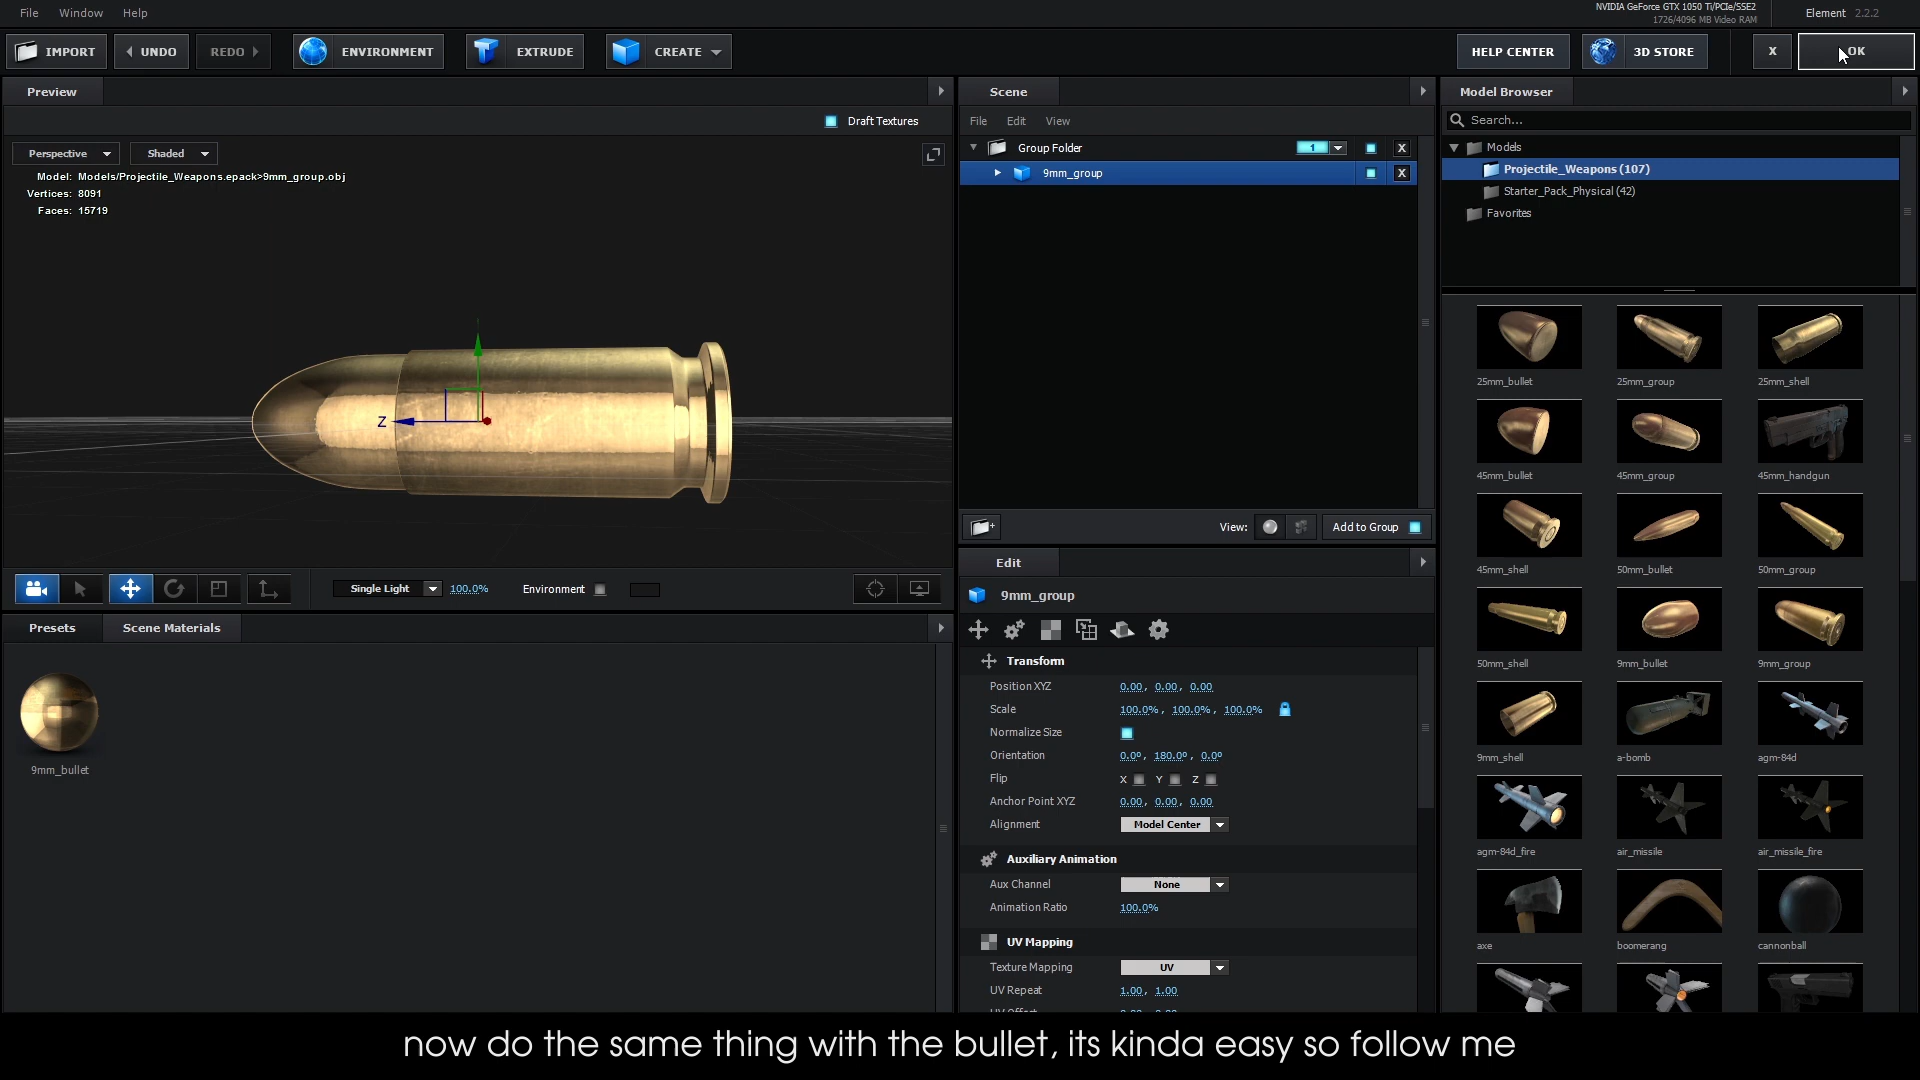 File Window Help
NVIDIA GeForce GTX 1050 Ti/PCIe/SSE2
1726/4096 MB Video RAM
Element 2.2.2
IMPORT UNDO REDO ENVIRONMENT EXTRUDE CREATE HELP CENTER 3D STORE X OK
Preview
Draft Textures
Perspective Shaded
Model: Models/Projectile_Weapons.epack>9mm_group.obj
Vertices: 8091
Faces: 15719
Z
Single Light 100.0% Environment
Presets Scene Materials
9mm_bullet
Scene
File Edit View
Group Folder 1 X
9mm_group X
View: Add to Group
Edit
9mm_group
Transform
Position XYZ 0.00, 0.00, 0.00
Scale 100.0%, 100.0%, 100.0%
Normalize Size
Orientation 0.0°, 180.0°, 0.0°
Flip X Y Z
Anchor Point XYZ 0.00, 0.00, 0.00
Alignment Model Center
Auxiliary Animation
Aux Channel None
Animation Ratio 100.0%
UV Mapping
Texture Mapping UV
UV Repeat 1.00, 1.00
Model Browser
Search...
Models
Projectile_Weapons (107)
Starter_Pack_Physical (42)
Favorites
25mm_bullet 25mm_group 25mm_shell
45mm_bullet 45mm_group 45mm_handgun
45mm_shell 50mm_bullet 50mm_group
50mm_shell 9mm_bullet 9mm_group
9mm_shell a-bomb agm-84d
agm-84d_fire air_missile air_missile_fire
axe boomerang cannonball
now do the same thing with the bullet, its kinda easy so follow me